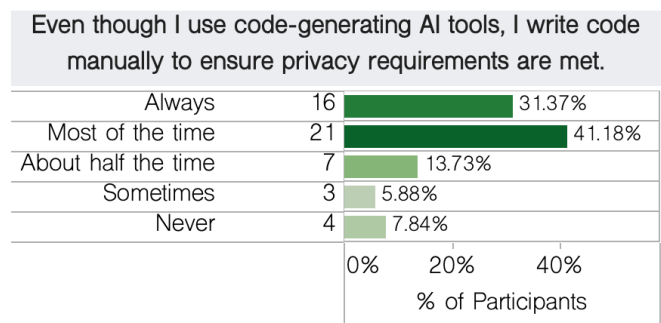 Even though I use code-generating AI tools, I write code
manually to ensure privacy requirements are met.
Always 16 31.37%
Most of the time 21 41.18%
About half the time 7 13.73%
Sometimes 3 5.88%
Never 4 7.84%
0% 20% 40%
% of Participants